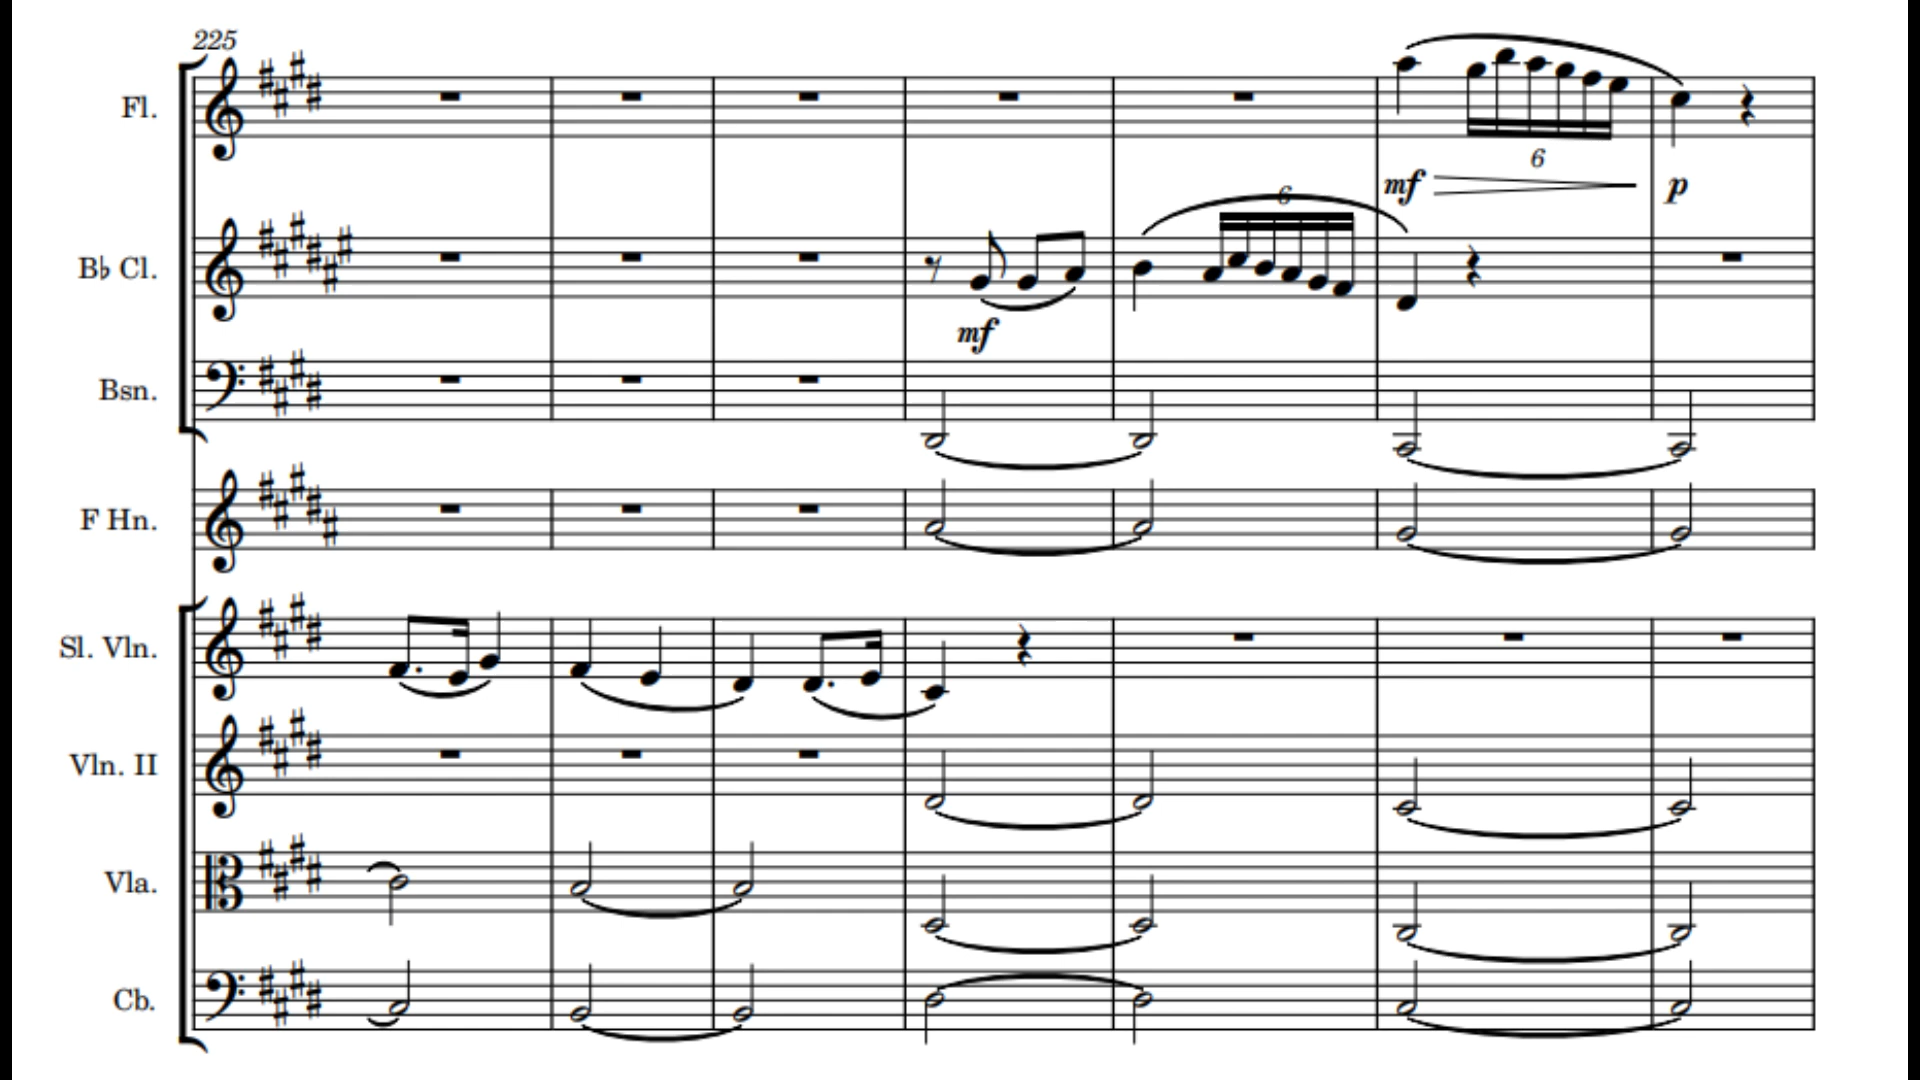 225
Fl.
6
mf
p
6
B♭ Cl.
mf
Bsn.
F Hn.
Sl. Vln.
Vln. II
Vla.
Cb.